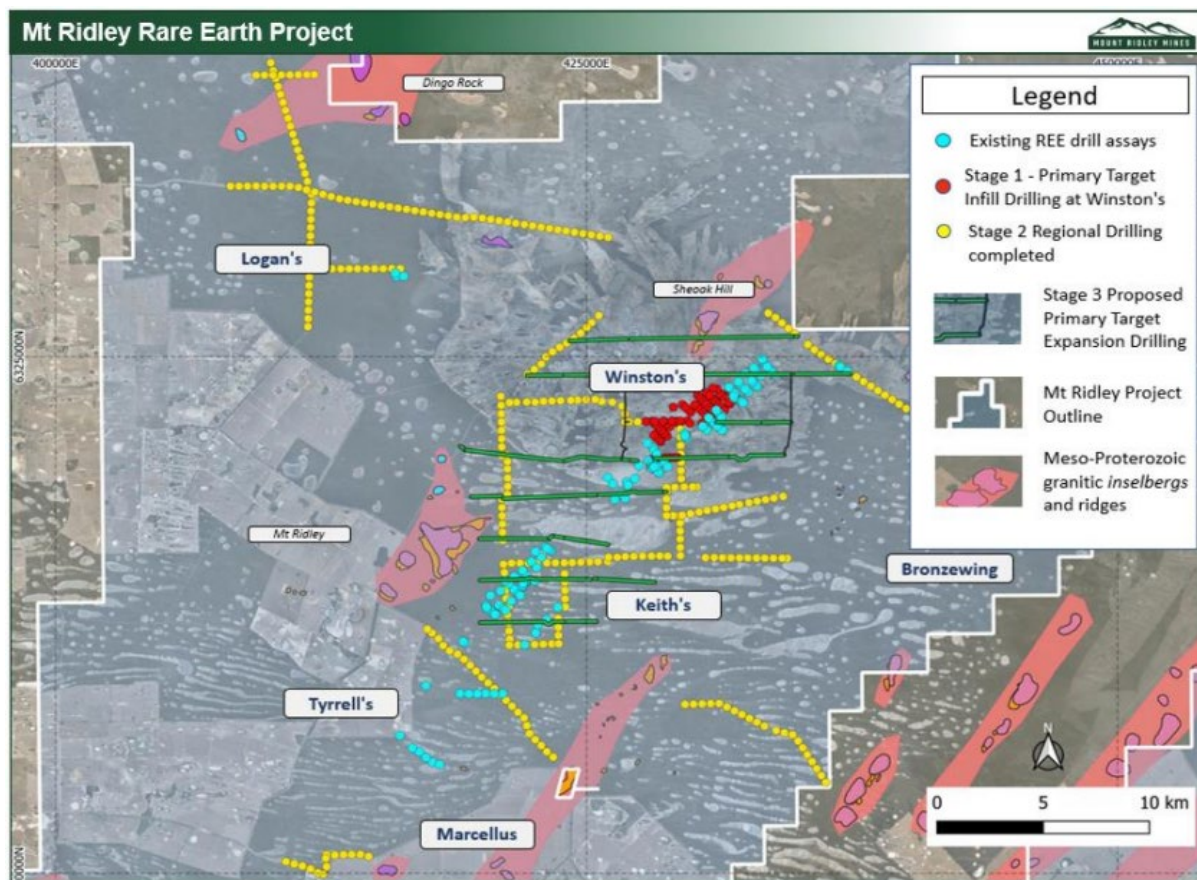 Mt Ridley Rare Earth Project
MOUNT RIDLEY MINES
400000E
425000E
Dingo Rock
Legend
Existing REE drill assays
Stage 1 - Primary Target
Infill Drilling at Winston's
Stage 2 Regional Drilling
completed
Stage 3 Proposed
Primary Target
Expansion Drilling
Mt Ridley Project
Outline
Meso-Proterozoic
granitic inselbergs
and ridges
Logan's
Sheoak Hill
6325000N
Winston's
Mt Ridley
Bronzewing
Keith's
Tyrrell's
N
0 5 10 km
Marcellus